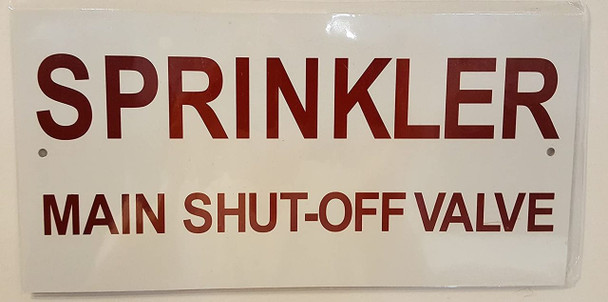 SPRINKLER
MAIN SHUT-OFF VALVE